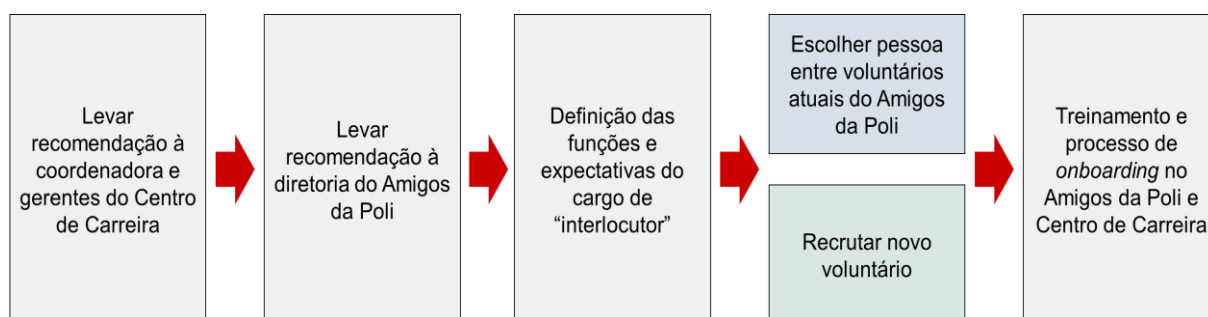 Levar
recomendação à
coordenadora e
gerentes do Centro
de Carreira
Levar
recomendação à
diretoria do Amigos
da Poli
Definição das
funções e
expectativas do
cargo de
“interlocutor”
Escolher pessoa
entre voluntários
atuais do Amigos
da Poli
Recrutar novo
voluntário
Treinamento e
processo de
onboarding no
Amigos da Poli e
Centro de Carreira